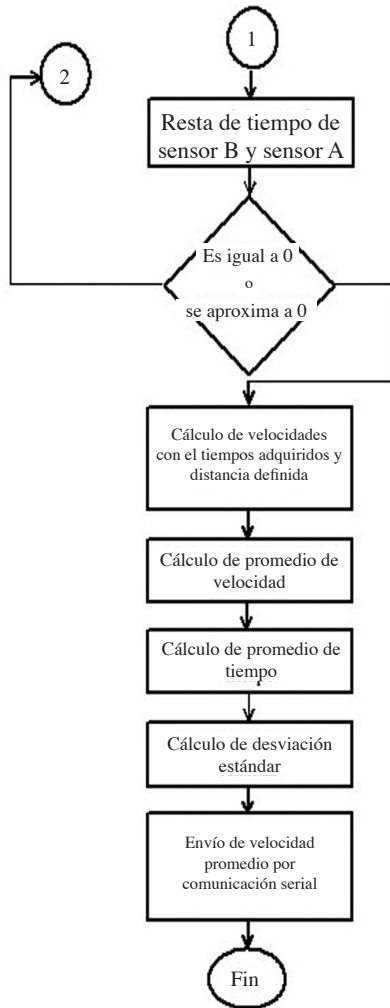 1
2
Resta de tiempo de
sensor B y sensor A
Es igual a 0
o
se aproxima a 0
Cálculo de velocidades
con el tiempos adquiridos y
distancia definida
Cálculo de promedio de
velocidad
Cálculo de promedio de
tiempo
Cálculo de desviación
estándar
Envío de velocidad
promedio por
comunicación serial
Fin